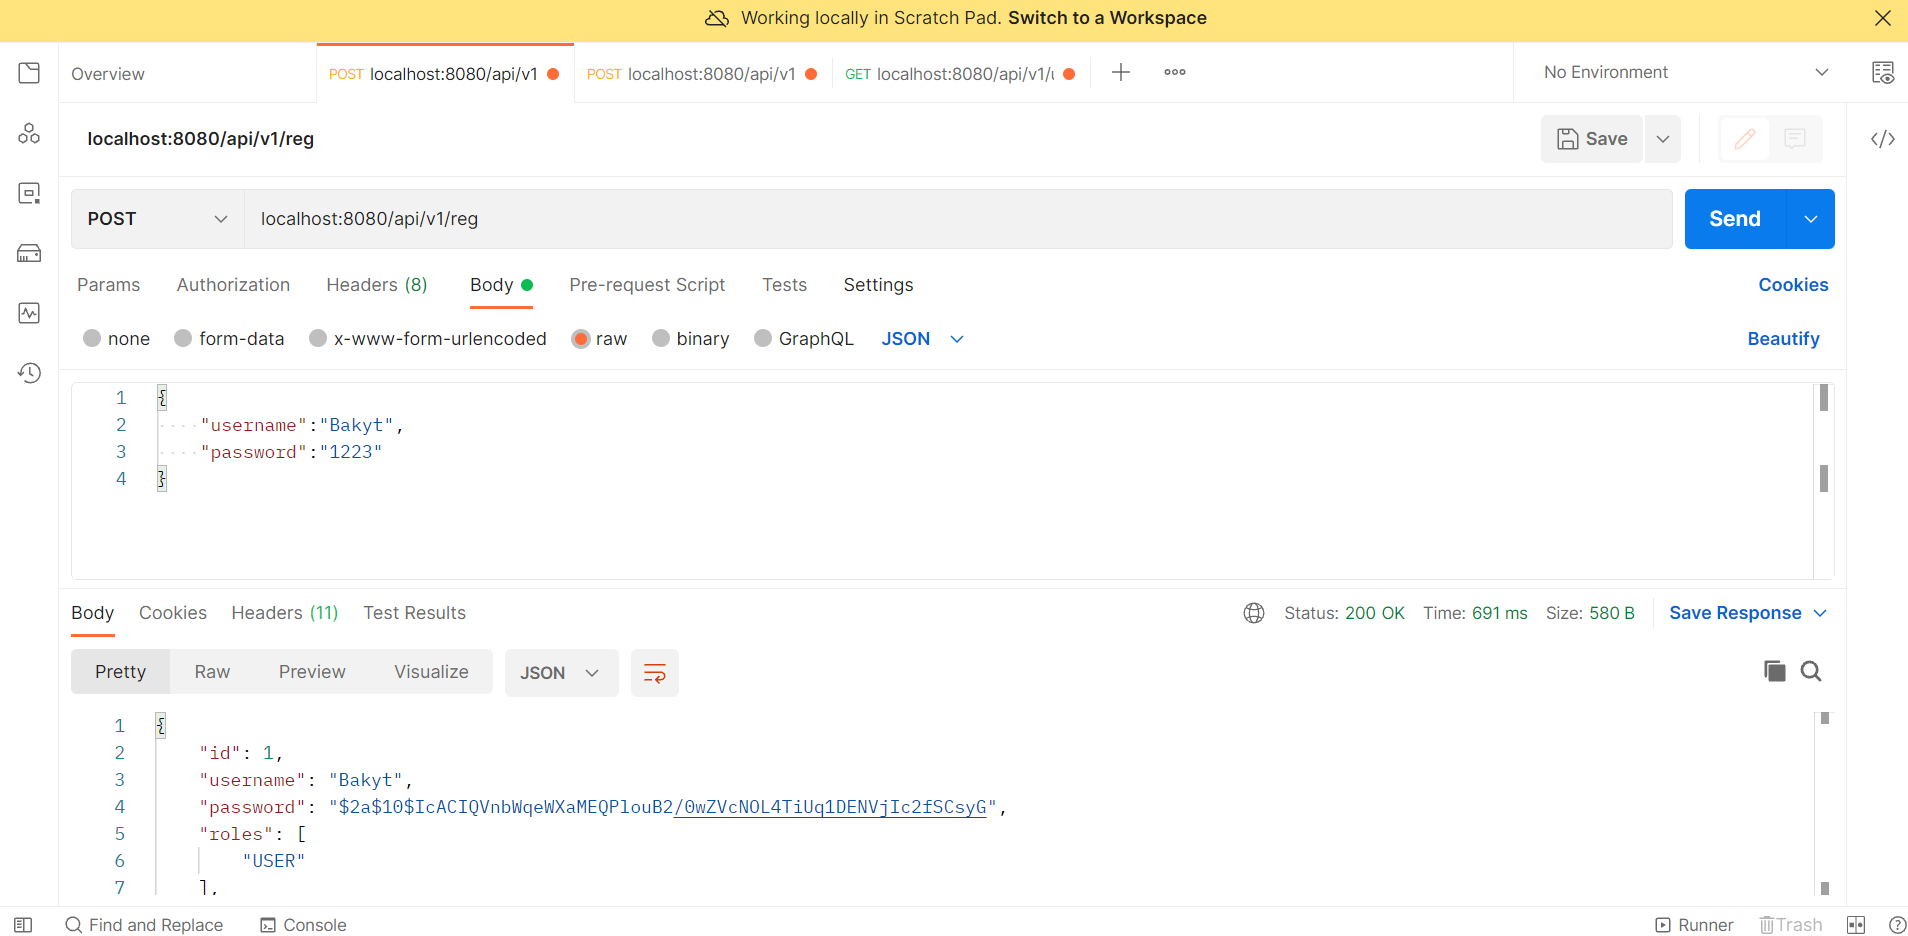 Working locally in Scratch Pad. Switch to a Workspace
Overview
POST localhost:8080/api/v1
POST localhost:8080/api/v1
GET localhost:8080/api/v1/
No Environment
localhost:8080/api/v1/reg
Save
POST
localhost:8080/api/v1/reg
Send
Params Authorization Headers (8) Body Pre-request Script Tests Settings Cookies
none form-data x-www-form-urlencoded raw binary GraphQL JSON Beautify
1 {
2 "username":"Bakyt",
3 "password":"1223"
4 }
Body Cookies Headers (11) Test Results Status: 200 OK Time: 691 ms Size: 580 B Save Response
Pretty Raw Preview Visualize JSON
1 {
2 "id": 1,
3 "username": "Bakyt",
4 "password": "$2a$10$IcACIQVnbWqeWXaMEQPlouB2/0wZVcNOL4TiUq1DENVjIc2fSCsyG",
5 "roles": [
6 "USER"
7 ],
Find and Replace Console Runner Trash